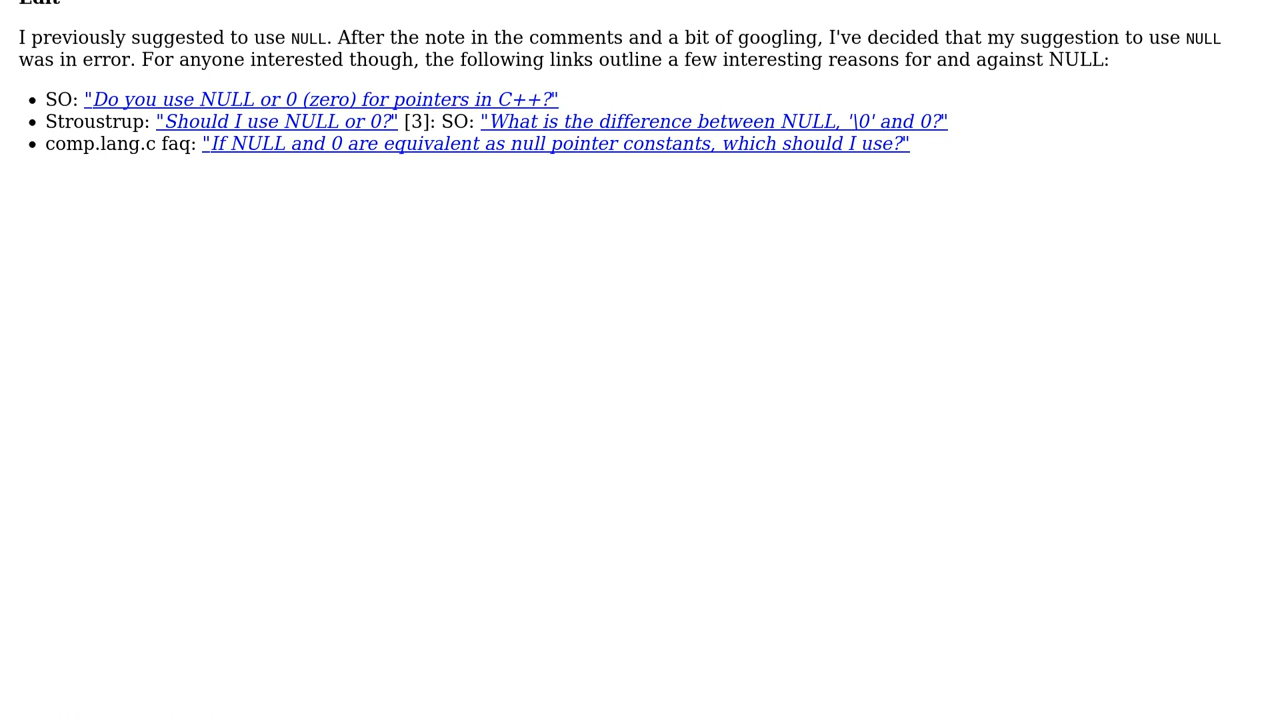 Edit
I previously suggested to use NULL. After the note in the comments and a bit of googling, I've decided that my suggestion to use NULL
was in error. For anyone interested though, the following links outline a few interesting reasons for and against NULL:
• SO: "Do you use NULL or 0 (zero) for pointers in C++?"
• Stroustrup: "Should I use NULL or 0?" [3]: SO: "What is the difference between NULL, '\0' and 0?"
• comp.lang.c faq: "If NULL and 0 are equivalent as null pointer constants, which should I use?"